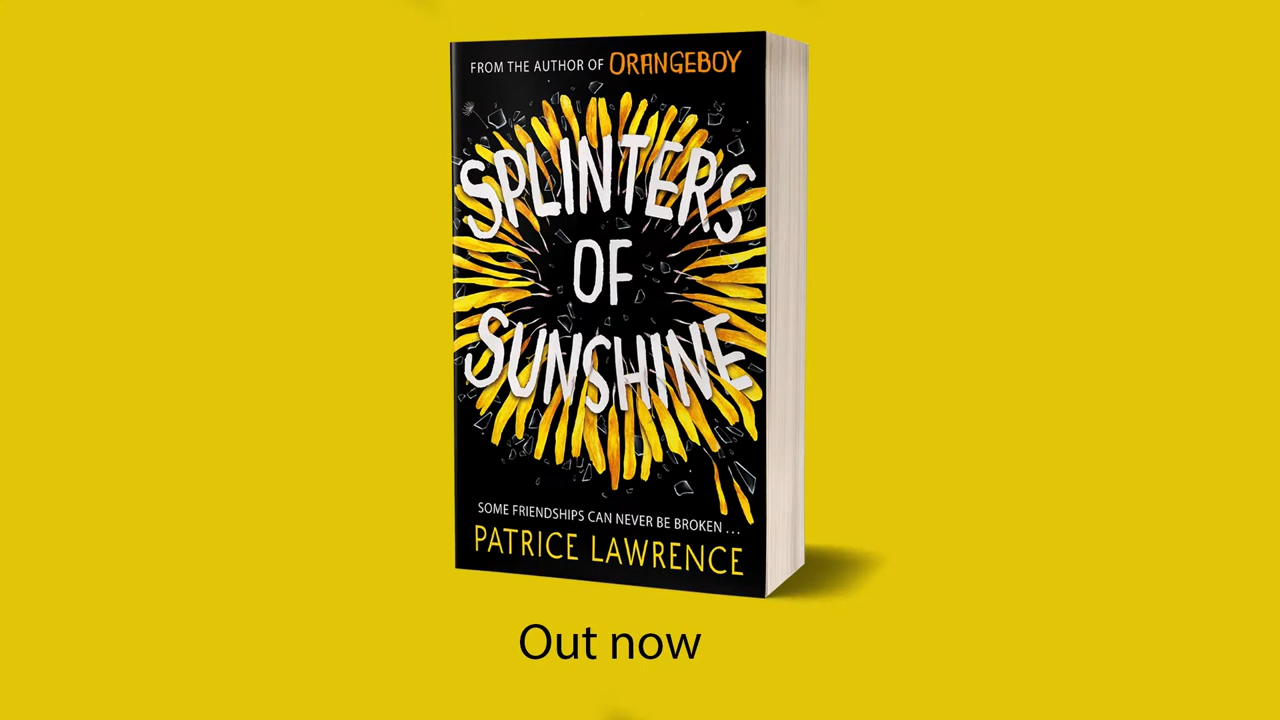 FROM THE AUTHOR OF ORANGEBOY
SPLINTERS
OF
SUNSHINE
SOME FRIENDSHIPS CAN NEVER BE BROKEN ...
PATRICE LAWRENCE
Out now